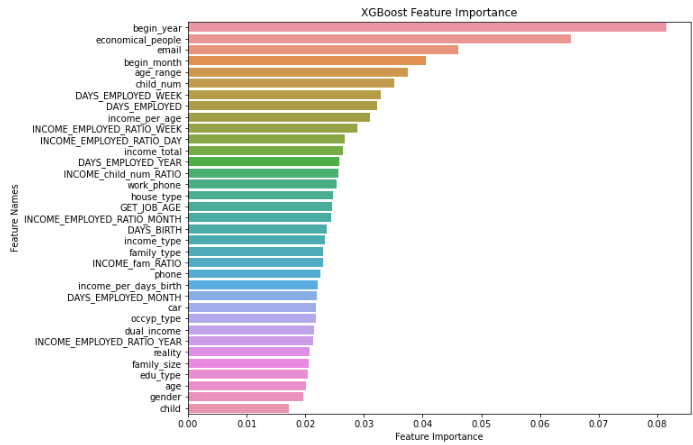 XGBoost Feature Importance
Feature Names
begin_year
economical_people
email
begin_month
age_range
child_num
DAYS_EMPLOYED_WEEK
DAYS_EMPLOYED
income_per_age
INCOME_EMPLOYED_RATIO_WEEK
INCOME_EMPLOYED_RATIO_DAY
income_total
DAYS_EMPLOYED_YEAR
INCOME_child_num_RATIO
work_phone
house_type
GET_JOB_AGE
INCOME_EMPLOYED_RATIO_MONTH
DAYS_BIRTH
income_type
family_type
INCOME_fam_RATIO
phone
income_per_days_birth
DAYS_EMPLOYED_MONTH
car
occyp_type
dual_income
INCOME_EMPLOYED_RATIO_YEAR
reality
family_size
edu_type
age
gender
child
0.00 0.01 0.02 0.03 0.04 0.05 0.06 0.07 0.08
Feature Importance